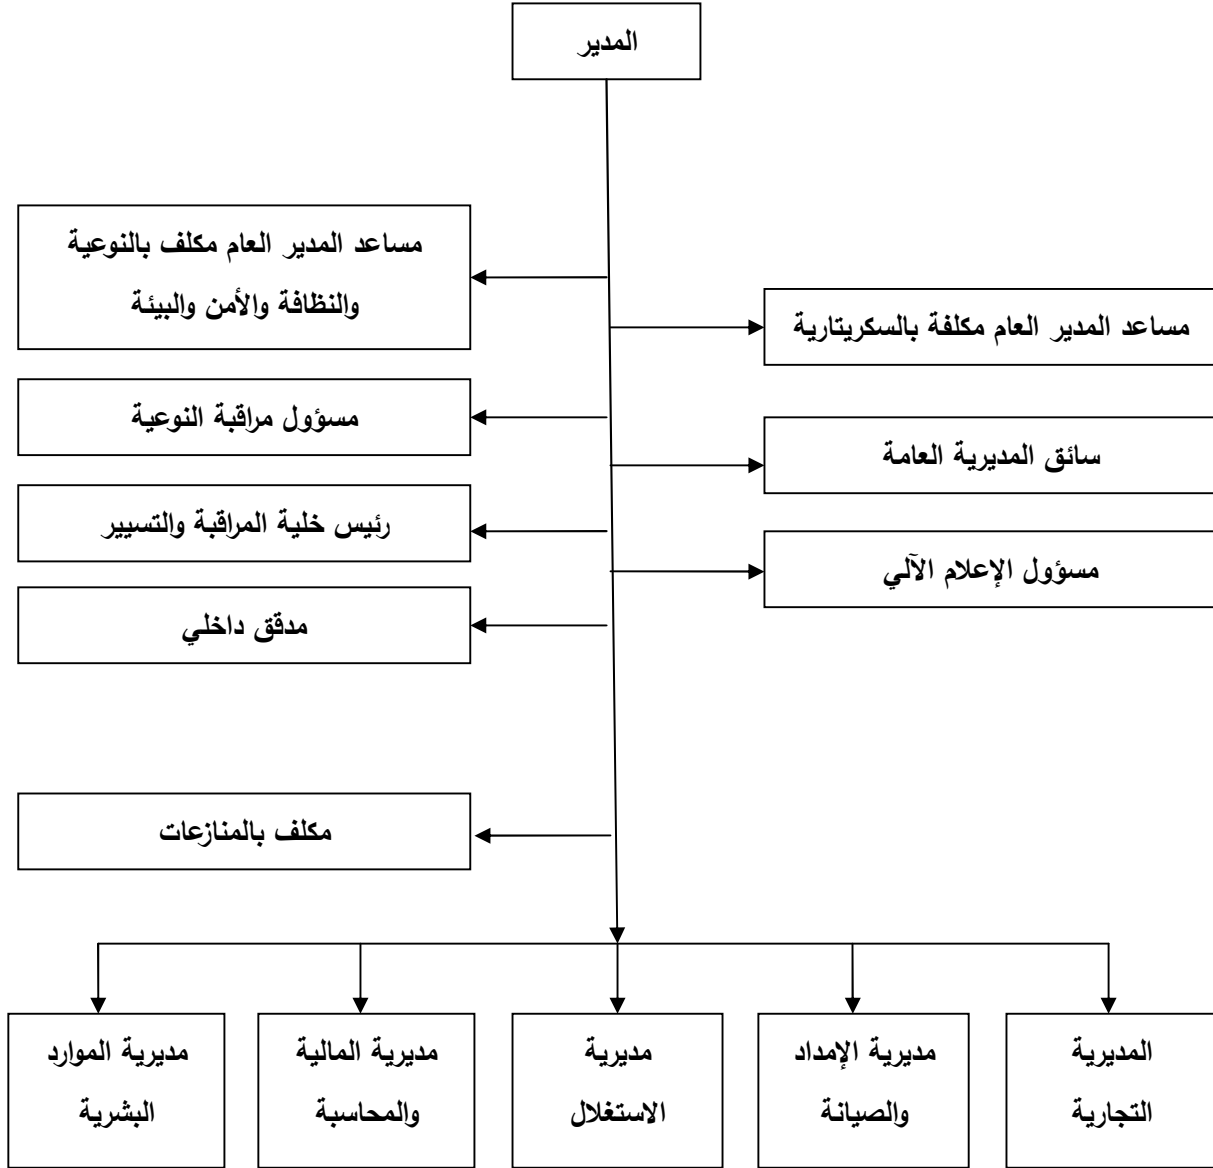 المدير
مساعد المدير العام مكلف بالنوعية
والنظافة والأمن والبيئة
مساعد المدير العام مكلفة بالسكريتارية
مسؤول مراقبة النوعية
سائق المديرية العامة
رئيس خلية المراقبة والتسيير
مسؤول الإعلام الآلي
مدقق داخلي
مكلف بالمنازعات
المديرية
التجارية
مديرية الإمداد
والصيانة
مديرية
الاستغلال
مديرية المالية
والمحاسبة
مديرية الموارد
البشرية